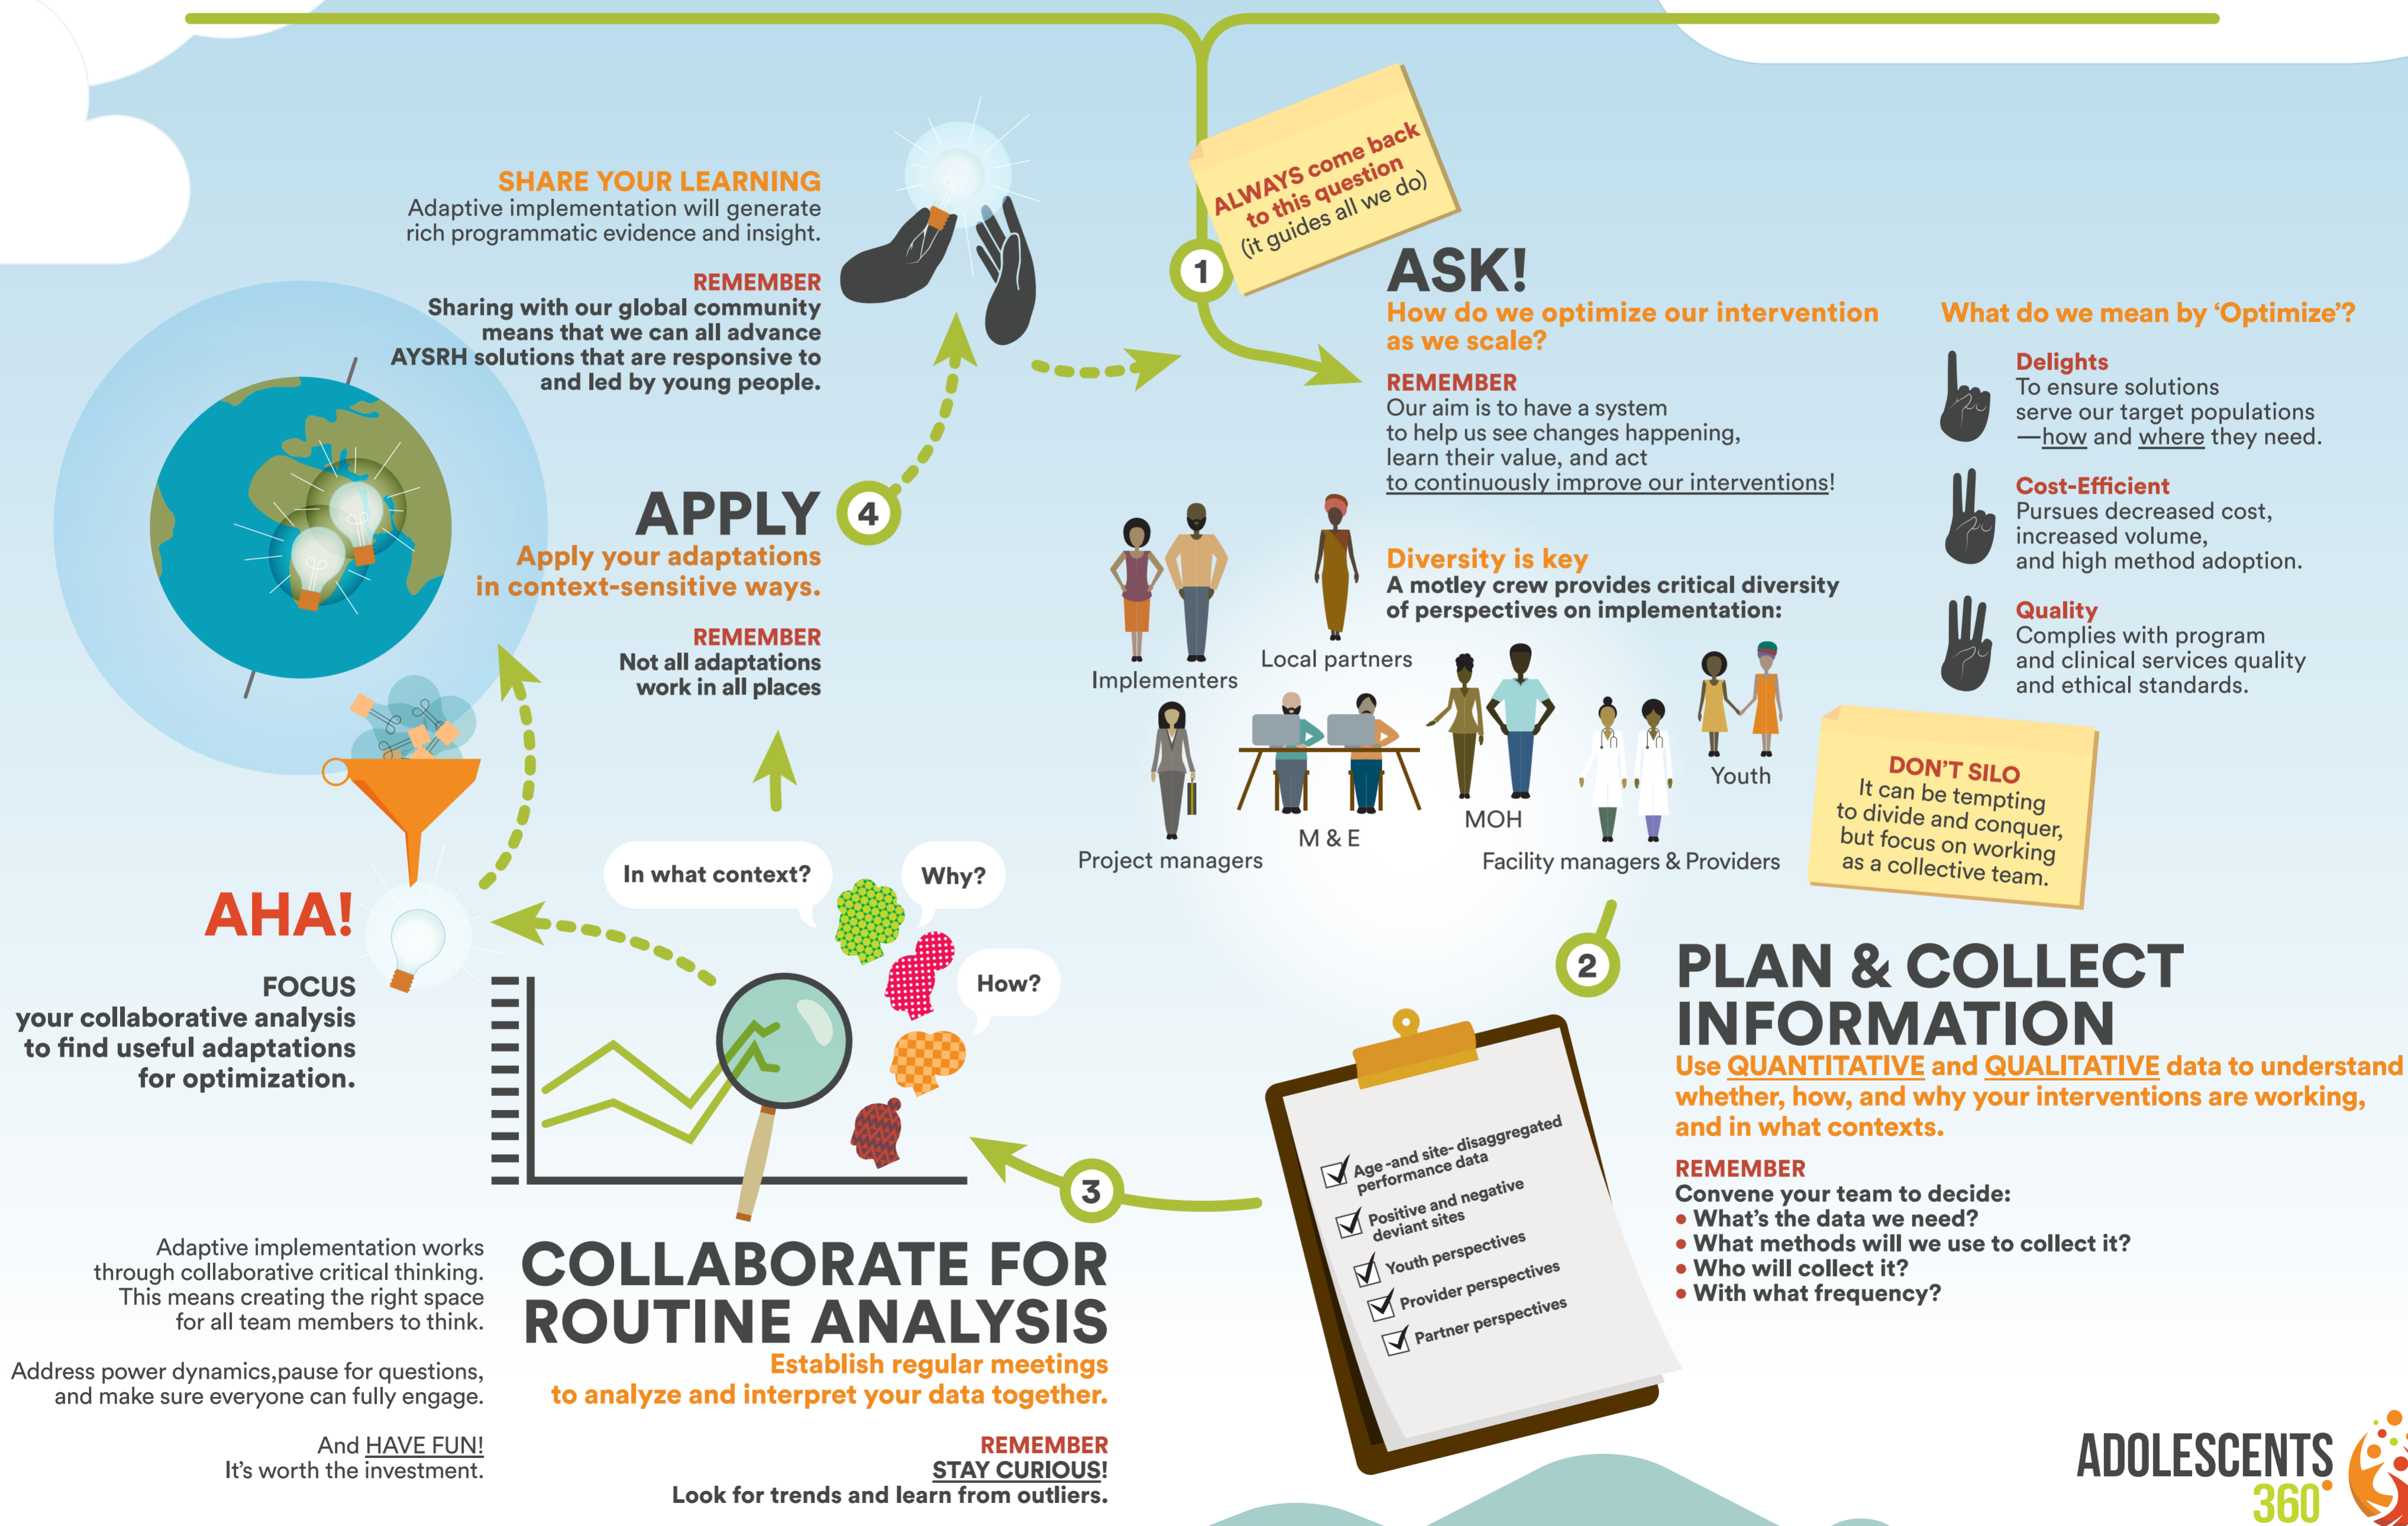 1
ALWAYS come back
to this question
(it guides all we do)
ASK!
How do we optimize our intervention
as we scale?
REMEMBER
Our aim is to have a system
to help us see changes happening,
learn their value, and act
to continuously improve our interventions!
What do we mean by ‘Optimize’?
Delights
To ensure solutions
serve our target populations
—how and where they need.
Cost-Efficient
Pursues decreased cost,
increased volume,
and high method adoption.
Quality
Complies with program
and clinical services quality
and ethical standards.
Diversity is key
A motley crew provides critical diversity
of perspectives on implementation:
Implementers
Local partners
Project managers
M & E
MOH
Facility managers & Providers
Youth
DON’T SILO
It can be tempting
to divide and conquer,
but focus on working
as a collective team.
2
PLAN & COLLECT
INFORMATION
Use QUANTITATIVE and QUALITATIVE data to understand
whether, how, and why your interventions are working,
and in what contexts.
REMEMBER
Convene your team to decide:
• What’s the data we need?
• What methods will we use to collect it?
• Who will collect it?
• With what frequency?
Age -and site- disaggregated
performance data
Positive and negative
deviant sites
Youth perspectives
Provider perspectives
Partner perspectives
3
COLLABORATE FOR
ROUTINE ANALYSIS
Establish regular meetings
to analyze and interpret your data together.
REMEMBER
STAY CURIOUS!
Look for trends and learn from outliers.
In what context?
Why?
How?
Adaptive implementation works
through collaborative critical thinking.
This means creating the right space
for all team members to think.
Address power dynamics,pause for questions,
and make sure everyone can fully engage.
And HAVE FUN!
It’s worth the investment.
AHA!
FOCUS
your collaborative analysis
to find useful adaptations
for optimization.
4
APPLY
Apply your adaptations
in context-sensitive ways.
REMEMBER
Not all adaptations
work in all places
SHARE YOUR LEARNING
Adaptive implementation will generate
rich programmatic evidence and insight.
REMEMBER
Sharing with our global community
means that we can all advance
AYSRH solutions that are responsive to
and led by young people.
ADOLESCENTS
360°